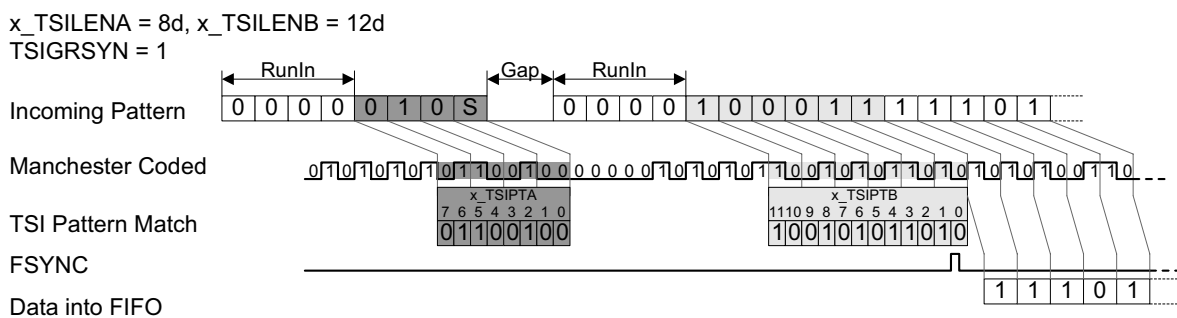 x_TSILENA = 8d, x_TSILENB = 12d
TSIGRSYN = 1
RunIn Gap RunIn
Incoming Pattern 0 0 0 0 0 1 0 S 0 0 0 0 1 0 0 0 1 1 1 1 1 0 1
Manchester Coded 0 1 0 1 0 1 0 1 0 1 1 0 0 1 0 0 0 0 0 0 0 1 0 1 0 1 0 1 1 0 0 1 0 1 0 1 1 0 1 0 1 0 1 0 1 0 0 1 1 0
x_TSIPTA x_TSIPTB
7 6 5 4 3 2 1 0 11 10 9 8 7 6 5 4 3 2 1 0
TSI Pattern Match 0 1 1 0 0 1 0 0 1 0 0 1 0 1 0 1 1 0 1 0
FSYNC
Data into FIFO 1 1 1 0 1